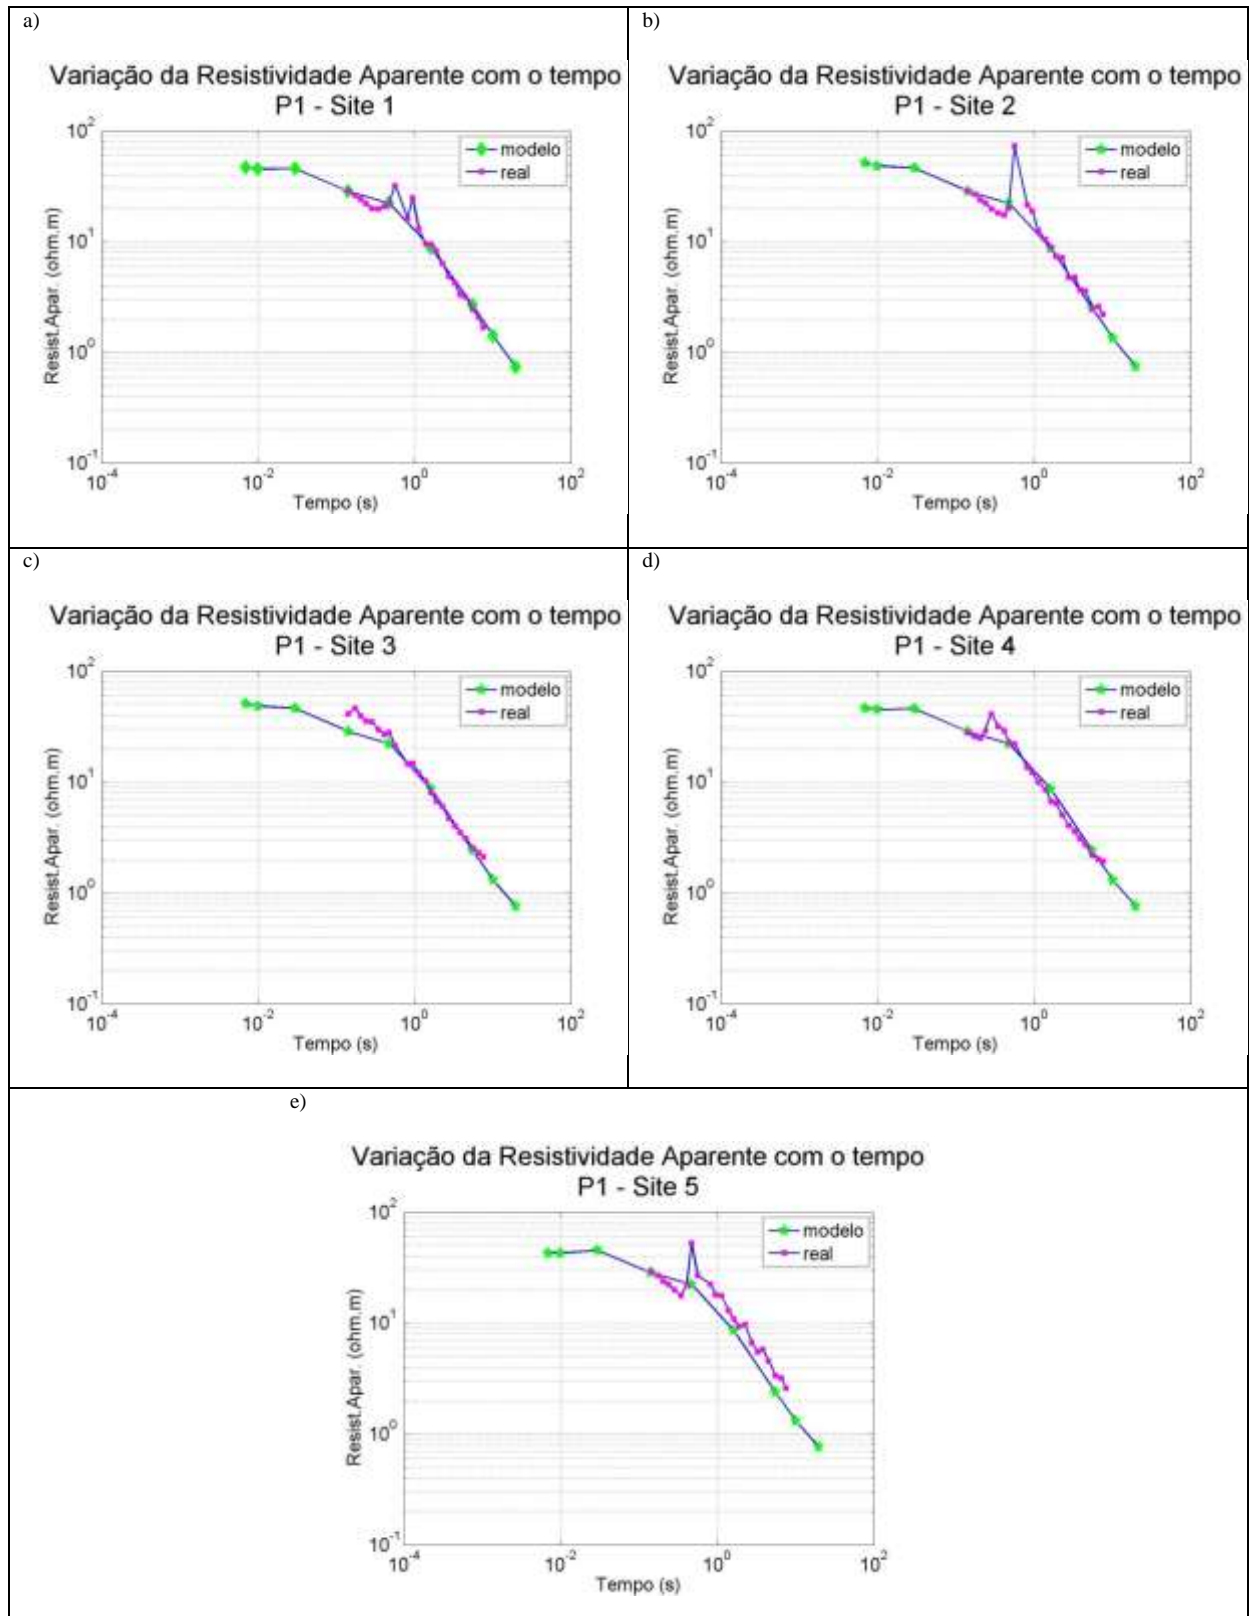 a)
Variação da Resistividade Aparente com o tempo
P1 - Site 1
modelo
real
Resist.Apar. (ohm.m)
10^2
10^1
10^0
10^-1
10^-4
10^-2
10^0
10^2
Tempo (s)
b)
Variação da Resistividade Aparente com o tempo
P1 - Site 2
modelo
real
Resist.Apar. (ohm.m)
10^2
10^1
10^0
10^-1
10^-4
10^-2
10^0
10^2
Tempo (s)
c)
Variação da Resistividade Aparente com o tempo
P1 - Site 3
modelo
real
Resist.Apar. (ohm.m)
10^2
10^1
10^0
10^-1
10^-4
10^-2
10^0
10^2
Tempo (s)
d)
Variação da Resistividade Aparente com o tempo
P1 - Site 4
modelo
real
Resist.Apar. (ohm.m)
10^2
10^1
10^0
10^-1
10^-4
10^-2
10^0
10^2
Tempo (s)
e)
Variação da Resistividade Aparente com o tempo
P1 - Site 5
modelo
real
Resist.Apar. (ohm.m)
10^2
10^1
10^0
10^-1
10^-4
10^-2
10^0
10^2
Tempo (s)